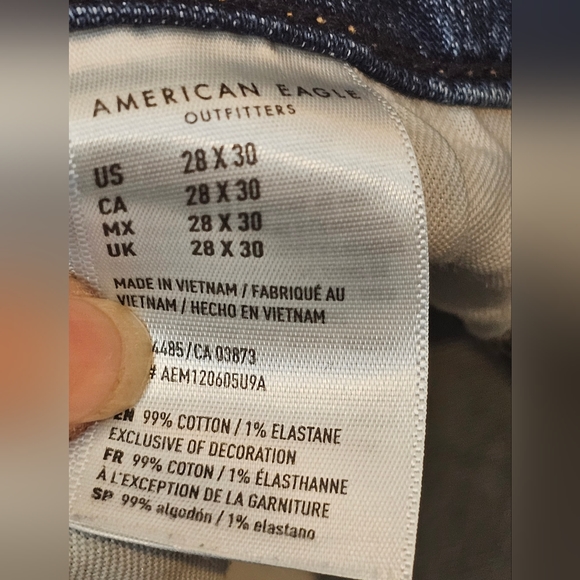 AMERICAN EAGLE
OUTFITTERS
US 28 X 30
CA 28 X 30
MX 28 X 30
UK 28 X 30
MADE IN VIETNAM / FABRIQUÉ AU
VIETNAM / HECHO EN VIETNAM
4485/CA 03873
# AEM120605U9A
EN 99% COTTON / 1% ELASTANE
EXCLUSIVE OF DECORATION
FR 99% COTON / 1% ÉLASTHANNE
À L'EXCEPTION DE LA GARNITURE
SP 99% algodón / 1% elastano